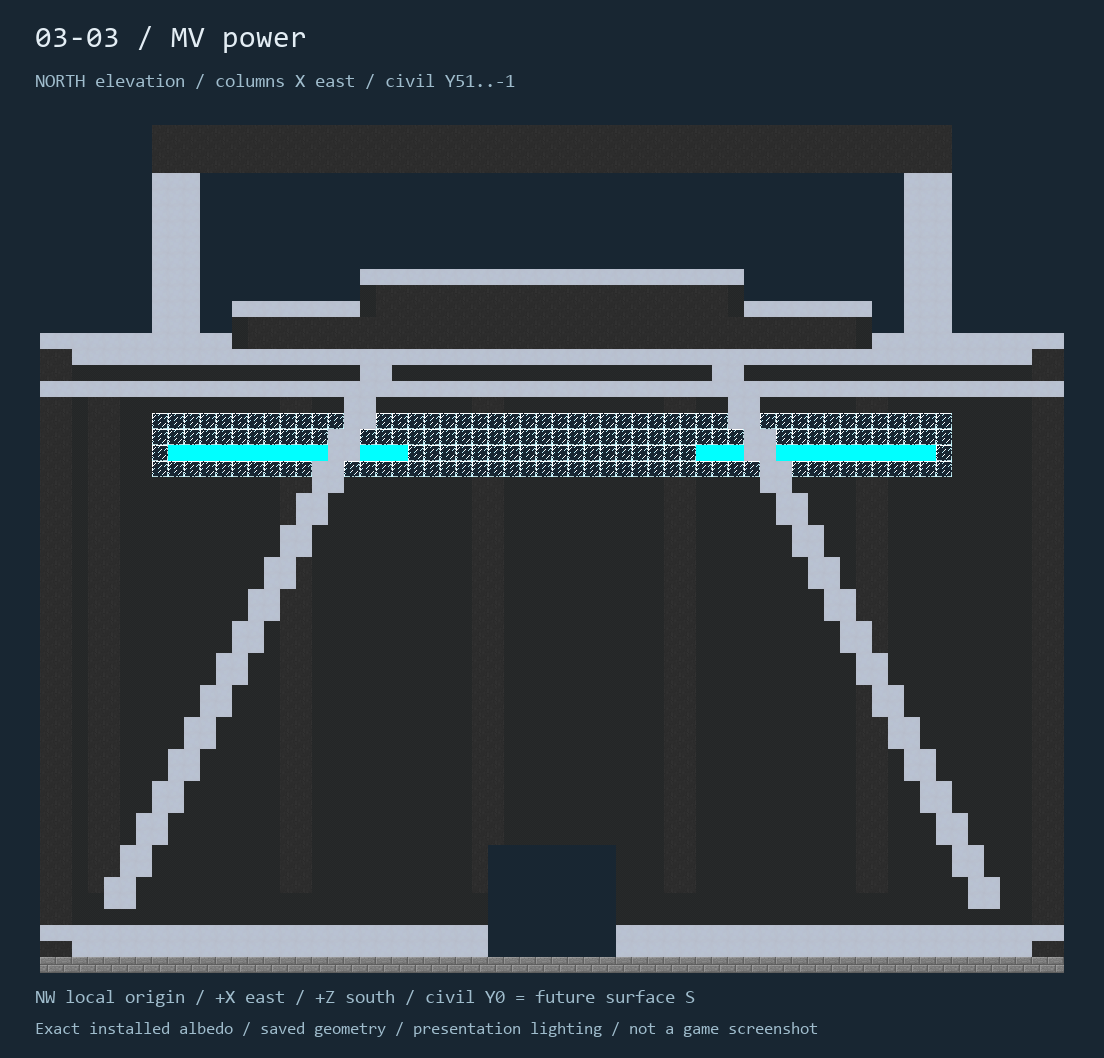 03-03 / MV power
NORTH elevation / columns X east / civil Y51..-1
NW local origin / +X east / +Z south / civil Y0 = future surface S
Exact installed albedo / saved geometry / presentation lighting / not a game screenshot